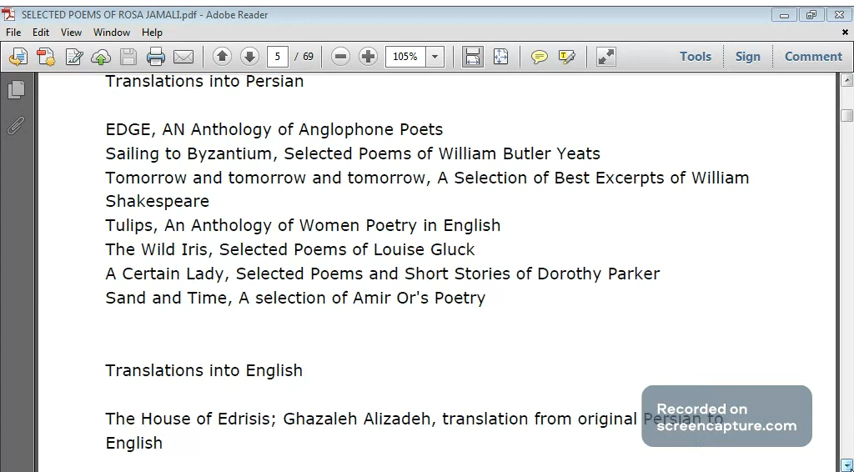 SELECTED POEMS OF ROSA JAMALI.pdf - Adobe Reader
File Edit View Window Help
5 / 69 105% Tools Sign Comment
Translations into Persian
EDGE, AN Anthology of Anglophone Poets
Sailing to Byzantium, Selected Poems of William Butler Yeats
Tomorrow and tomorrow and tomorrow, A Selection of Best Excerpts of William
Shakespeare
Tulips, An Anthology of Women Poetry in English
The Wild Iris, Selected Poems of Louise Gluck
A Certain Lady, Selected Poems and Short Stories of Dorothy Parker
Sand and Time, A selection of Amir Or's Poetry
Translations into English
The House of Edrisis; Ghazaleh Alizadeh, translation from original Persian to
English
Recorded on
screencapture.com